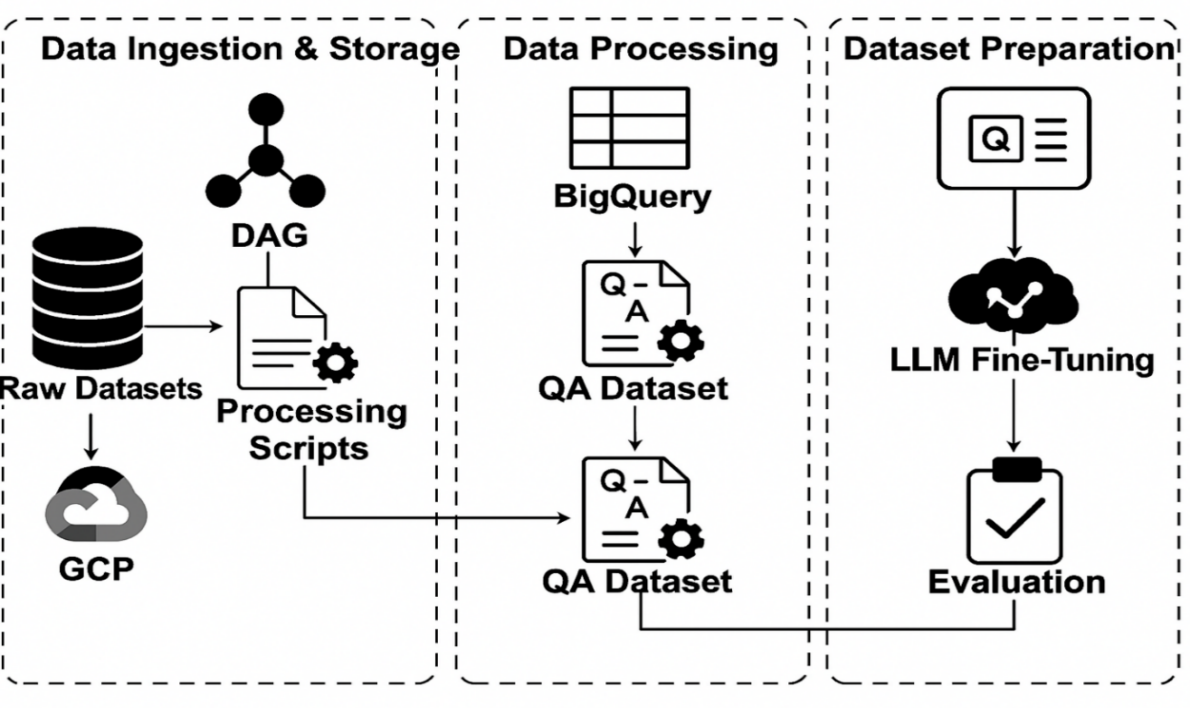 Data Ingestion & Storage
DAG
Raw Datasets
Processing
Scripts
GCP
Data Processing
BigQuery
Q-
A
QA Dataset
Q-
A
QA Dataset
Dataset Preparation
Q
LLM Fine-Tuning
Evaluation